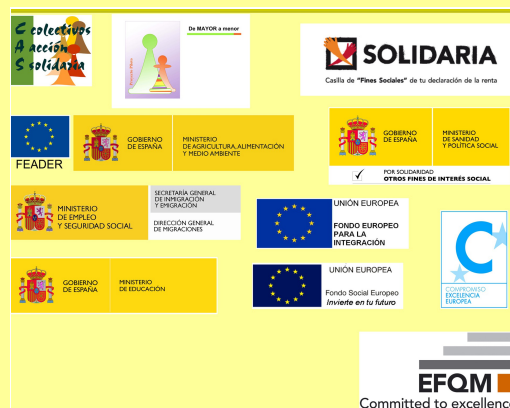 C colectivos
A acción
S solidaria
De MAYOR a menor
SOLIDARIA
Casilla de "Fines Sociales" de tu declaración de la renta
FEADER
GOBIERNO
DE ESPAÑA
MINISTERIO
DE AGRICULTURA, ALIMENTACIÓN
Y MEDIO AMBIENTE
GOBIERNO
DE ESPAÑA
MINISTERIO
DE SANIDAD
Y POLÍTICA SOCIAL
POR SOLIDARIDAD
OTROS FINES DE INTERÉS SOCIAL
MINISTERIO
DE EMPLEO
Y SEGURIDAD SOCIAL
SECRETARÍA GENERAL
DE INMIGRACIÓN
Y EMIGRACIÓN
DIRECCIÓN GENERAL
DE MIGRACIONES
UNIÓN EUROPEA
FONDO EUROPEO
PARA LA
INTEGRACIÓN
COMPROMISO
EXCELENCIA
EUROPEA
GOBIERNO
DE ESPAÑA
MINISTERIO
DE EDUCACIÓN
UNIÓN EUROPEA
Fondo Social Europeo
Invierte en tu futuro
EFQM
Committed to excellence